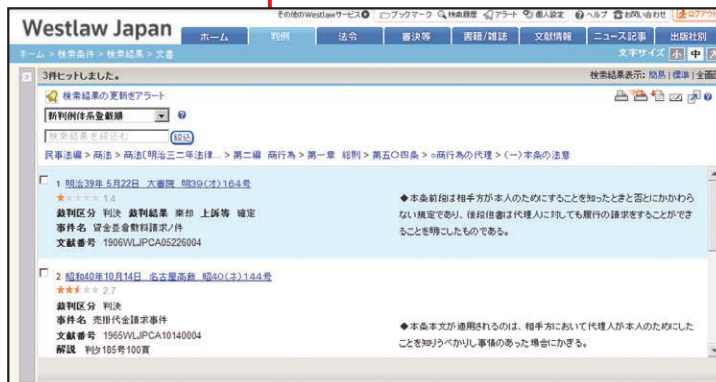 その他のWestlawサービス ブックマーク 検索履歴 アラート 個人設定 ヘルプ お問い合わせ ログアウ
Westlaw Japan
ホーム 判例 法令 審決等 書籍/雑誌 文献情報 ニュース記事 出版社別
ホーム > 検索条件 > 検索結果 > 文書 文字サイズ 小 中
3件ヒットしました。 検索結果表示: 簡易 | 標準 | 全画
検索結果の更新をアラート
新判例体系登載順
検索結果を絞込む 絞込
民事法編 > 商法 > 商法〔明治三二年法律... > 第二編 商行為 > 第一章 総則 > 第五〇四条 > ○商行為の代理 > (一)本条の法意
1 明治39年 5月22日 大審院 明39(オ)164号
1.4
裁判区分 判決 裁判結果 棄却 上訴等 確定
事件名 貸金並倉敷料請求ノ件
文献番号 1906WLJPCA05226004
◆本条前段は相手方が本人のためにすることを知ったときと否とにかかわら
ない規定であり、後段但書は代理人に対しても履行の請求をすることができ
ることを明にしたものである。
2 昭和40年10月14日 名古屋高裁 昭40(ネ)144号
2.7
裁判区分 判決
事件名 売掛代金請求事件
文献番号 1965WLJPCA10140004
解説 判タ185号100頁
◆本条本文が適用されるのは、相手方において代理人が本人のためにした
ことを知りうべかりし事情のあった場合にかぎる。